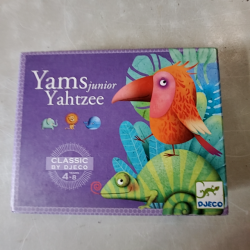 Yams junior
Yahtzee
CLASSIC
BY DJECO
4-8
DJECO